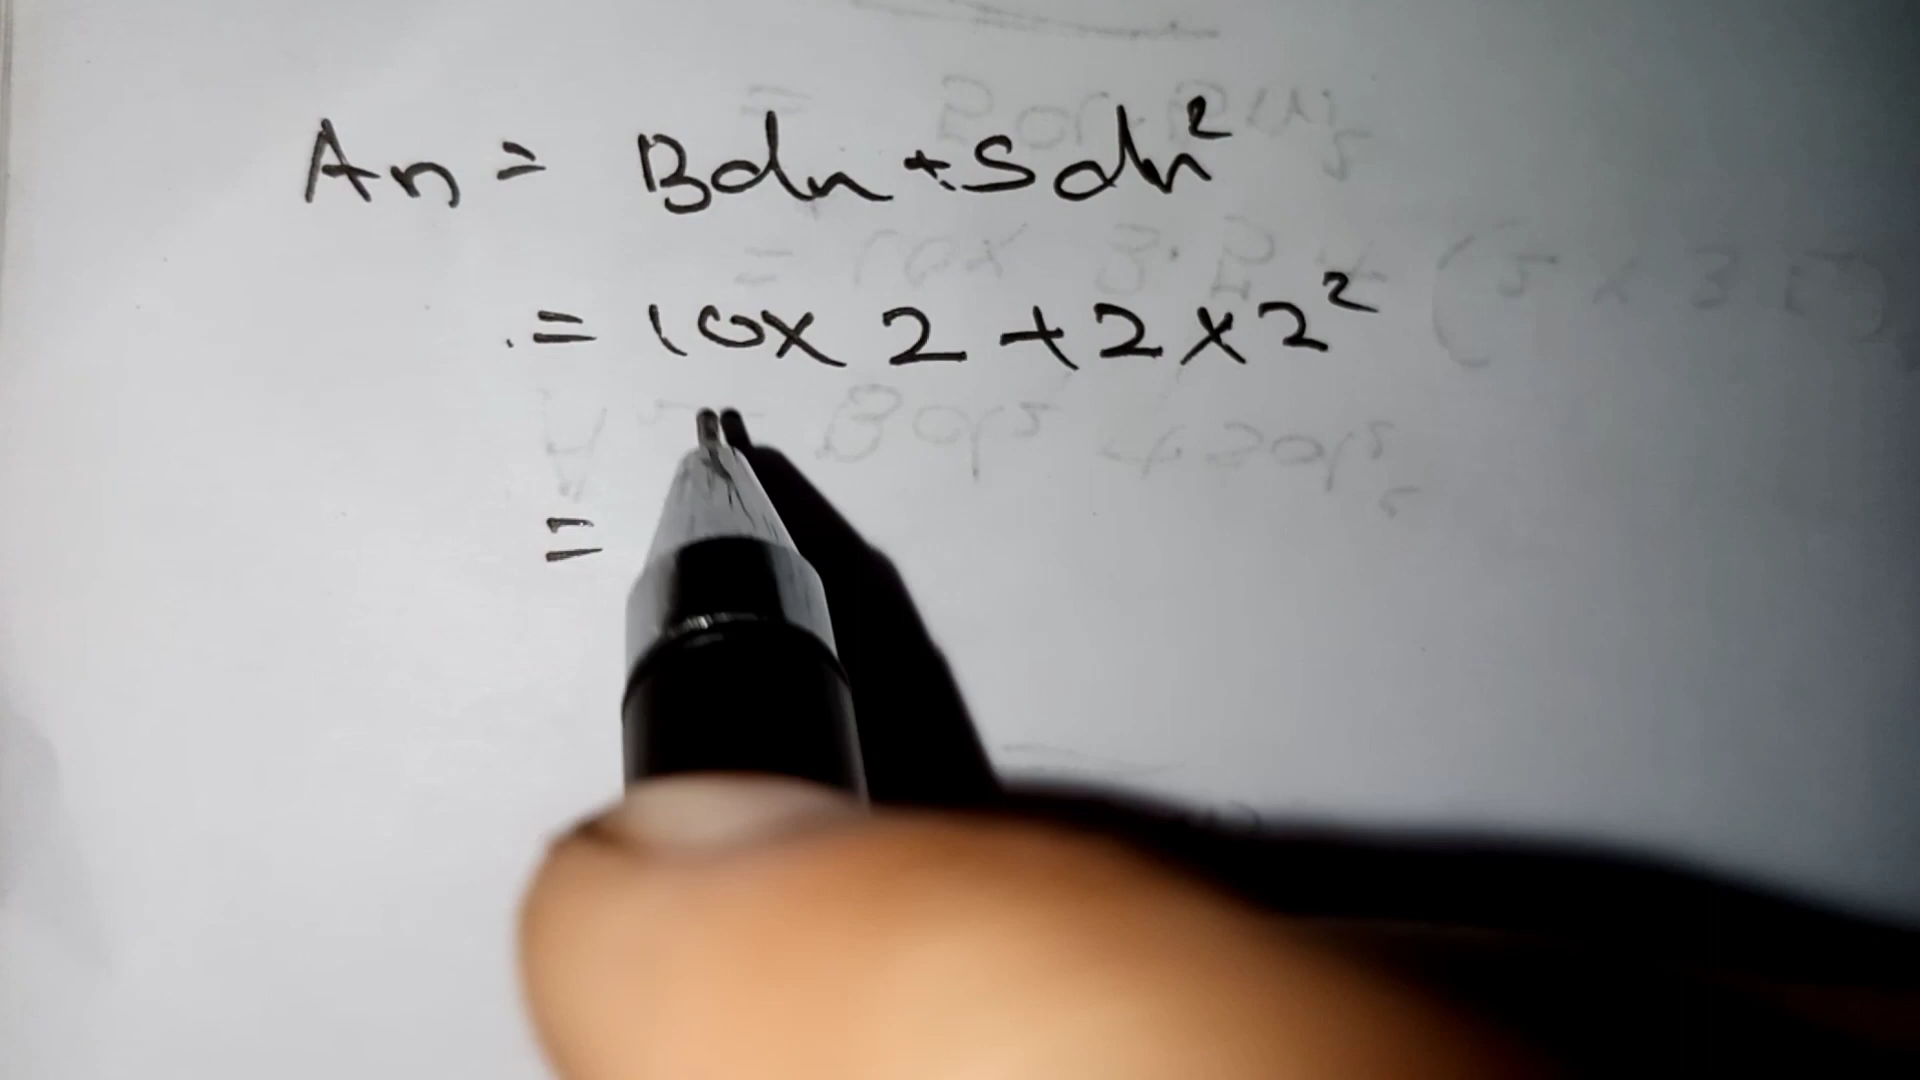 An = Bdn + Sdn²
= 10 x 2 + 2 x 2²
=